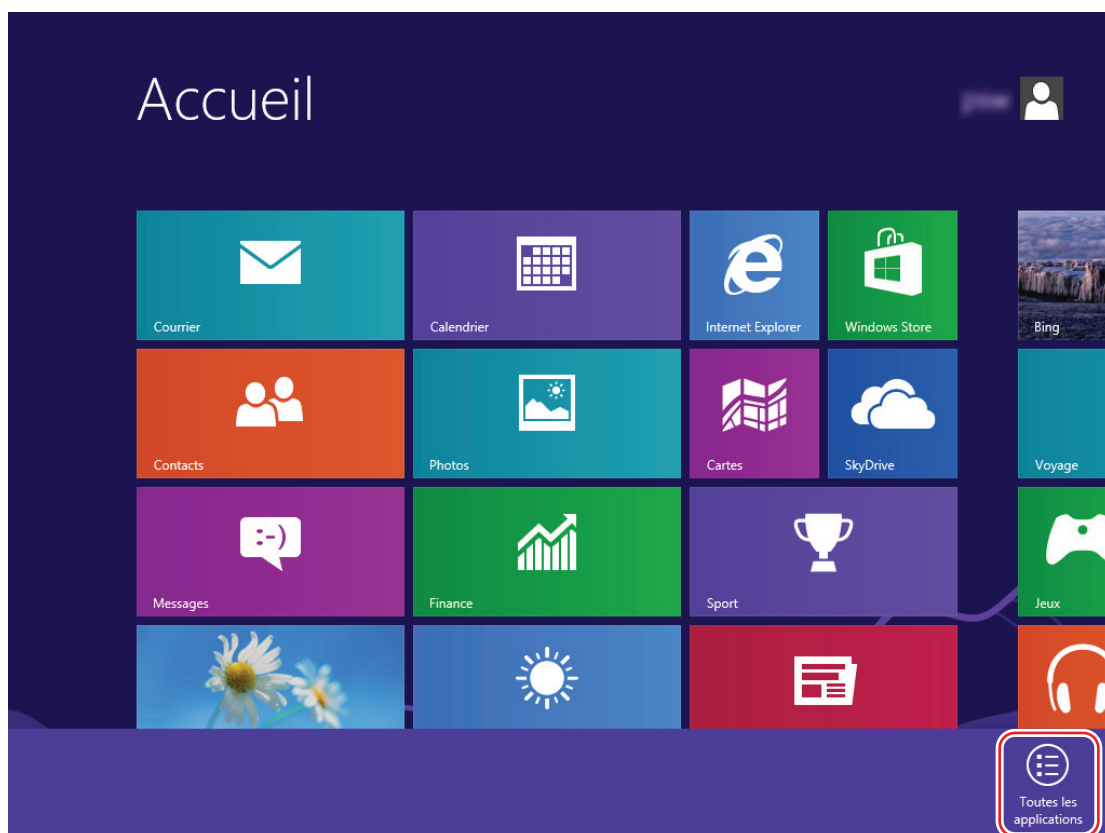 Accueil
Courrier
Calendrier
Internet Explorer
Windows Store
Bing
Contacts
Photos
Cartes
SkyDrive
Voyage
:-)
Messages
Finance
Sport
Jeux
Toutes les
applications